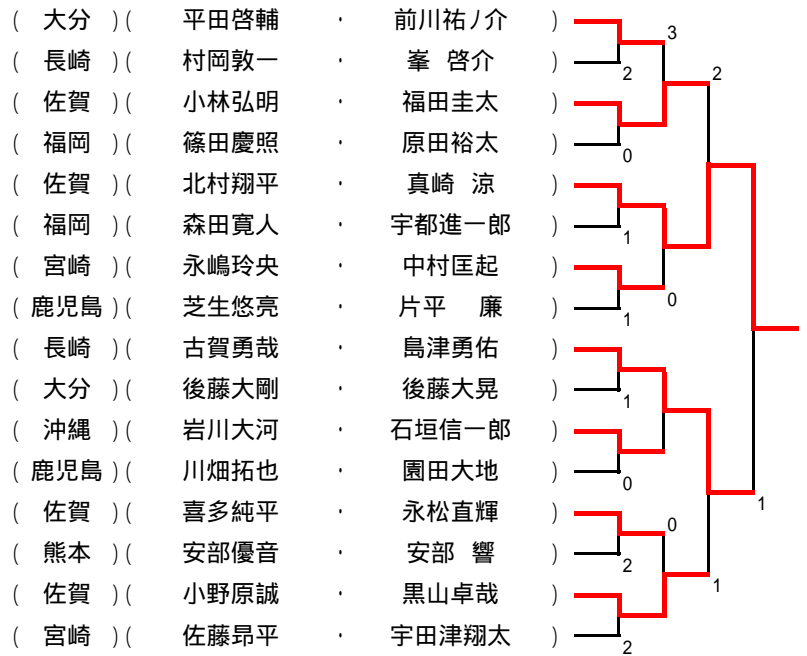 ( 大分 ) ( 平田啓輔 ・ 前川祐ノ介 ) 3
( 長崎 ) ( 村岡敦一 ・ 峯 啓介 ) 2 2
( 佐賀 ) ( 小林弘明 ・ 福田圭太 )
( 福岡 ) ( 篠田慶照 ・ 原田裕太 ) 0
( 佐賀 ) ( 北村翔平 ・ 真崎 涼 )
( 福岡 ) ( 森田寛人 ・ 宇都進一郎 ) 1
( 宮崎 ) ( 永嶋玲央 ・ 中村匡起 ) 0
( 鹿児島 ) ( 芝生悠亮 ・ 片平 廉 ) 1
( 長崎 ) ( 古賀勇哉 ・ 島津勇佑 )
( 大分 ) ( 後藤大剛 ・ 後藤大晃 ) 1
( 沖縄 ) ( 岩川大河 ・ 石垣信一郎 )
( 鹿児島 ) ( 川畑拓也 ・ 園田大地 ) 0
( 佐賀 ) ( 喜多純平 ・ 永松直輝 ) 0 1
( 熊本 ) ( 安部優音 ・ 安部 響 ) 2
( 佐賀 ) ( 小野原誠 ・ 黒山卓哉 ) 1
( 宮崎 ) ( 佐藤昂平 ・ 宇田津翔太 ) 2